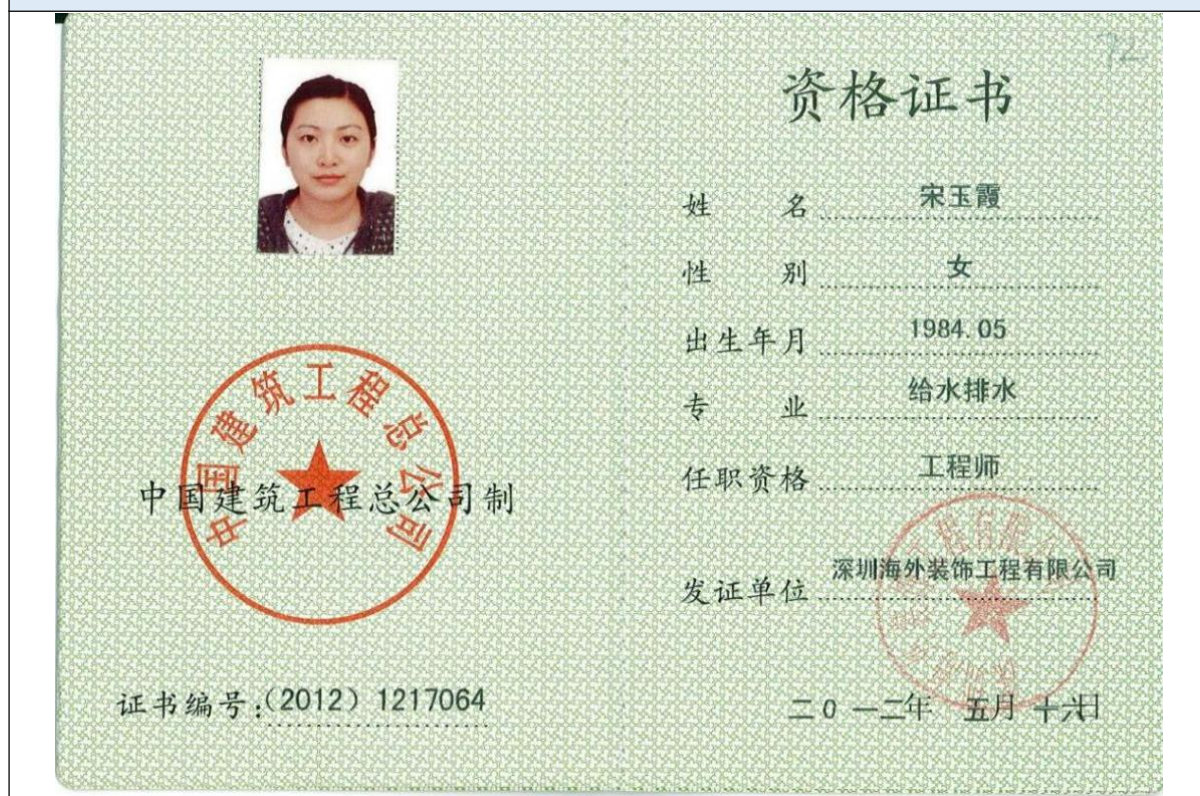 72
资格证书
姓 名 宋玉霞
性 别 女
出生年月 1984.05
专 业 给水排水
任职资格 工程师
发证单位 深圳海外装饰工程有限公司
二0一二年 五月十六日
中国建筑工程总公司
中国建筑工程总公司制
证书编号:(2012)1217064